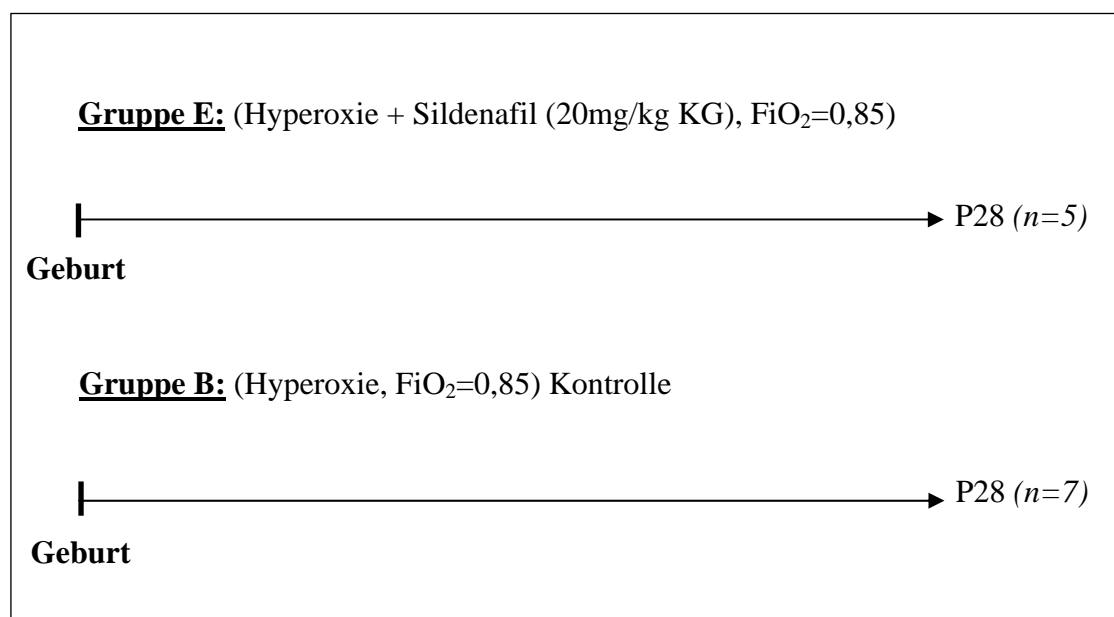 Gruppe E: (Hyperoxie + Sildenafil (20mg/kg KG), FiO₂=0,85)
P28 (n=5)
Geburt
Gruppe B: (Hyperoxie, FiO₂=0,85) Kontrolle
P28 (n=7)
Geburt